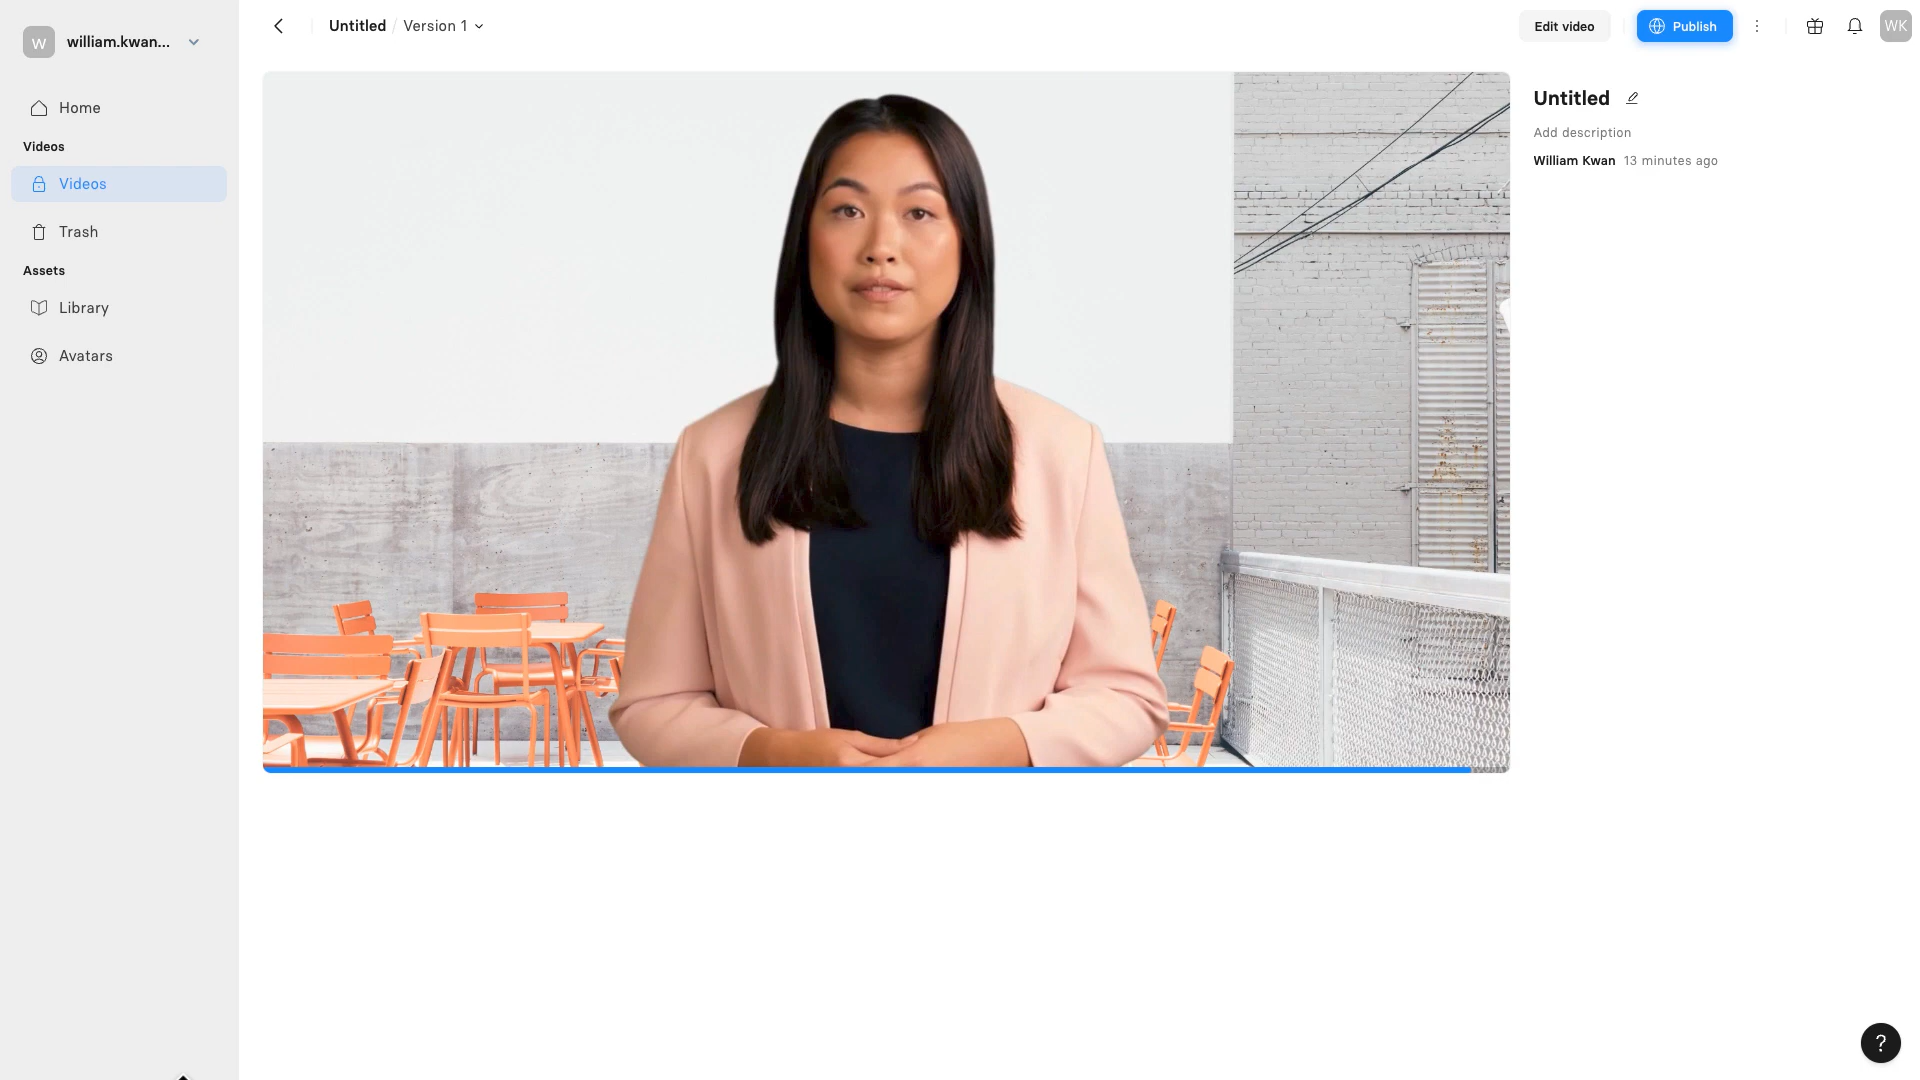 W william.kwan...
Home
Videos
Videos
Trash
Assets
Library
Avatars
Untitled / Version 1
Edit video
Publish
WK
Untitled
Add description
William Kwan 13 minutes ago
?